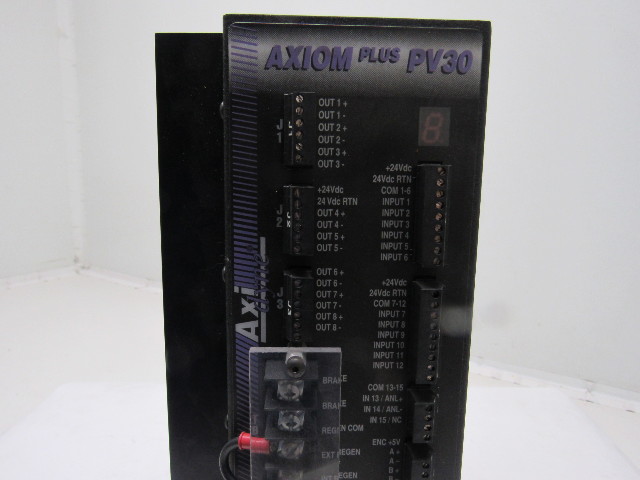 AXIOM PLUS PV30
J
1
OUT 1 +
OUT 1 -
OUT 2 +
OUT 2 -
OUT 3 +
OUT 3 -
J
2
+24Vdc
24 Vdc RTN
OUT 4 +
OUT 4 -
OUT 5 +
OUT 5 -
J
3
OUT 6 +
OUT 6 -
OUT 7 +
OUT 7 -
OUT 8 +
OUT 8 -
BRAKE
BRAKE
REGEN COM
EXT REGEN
8
+24Vdc
24Vdc RTN
COM 1-6
INPUT 1
INPUT 2
INPUT 3
INPUT 4
INPUT 5
INPUT 6
+24Vdc
24Vdc RTN
COM 7-12
INPUT 7
INPUT 8
INPUT 9
INPUT 10
INPUT 11
INPUT 12
COM 13-15
IN 13 / ANL+
IN 14 / ANL-
IN 15 / NC
ENC +5V
A +
A -
B +